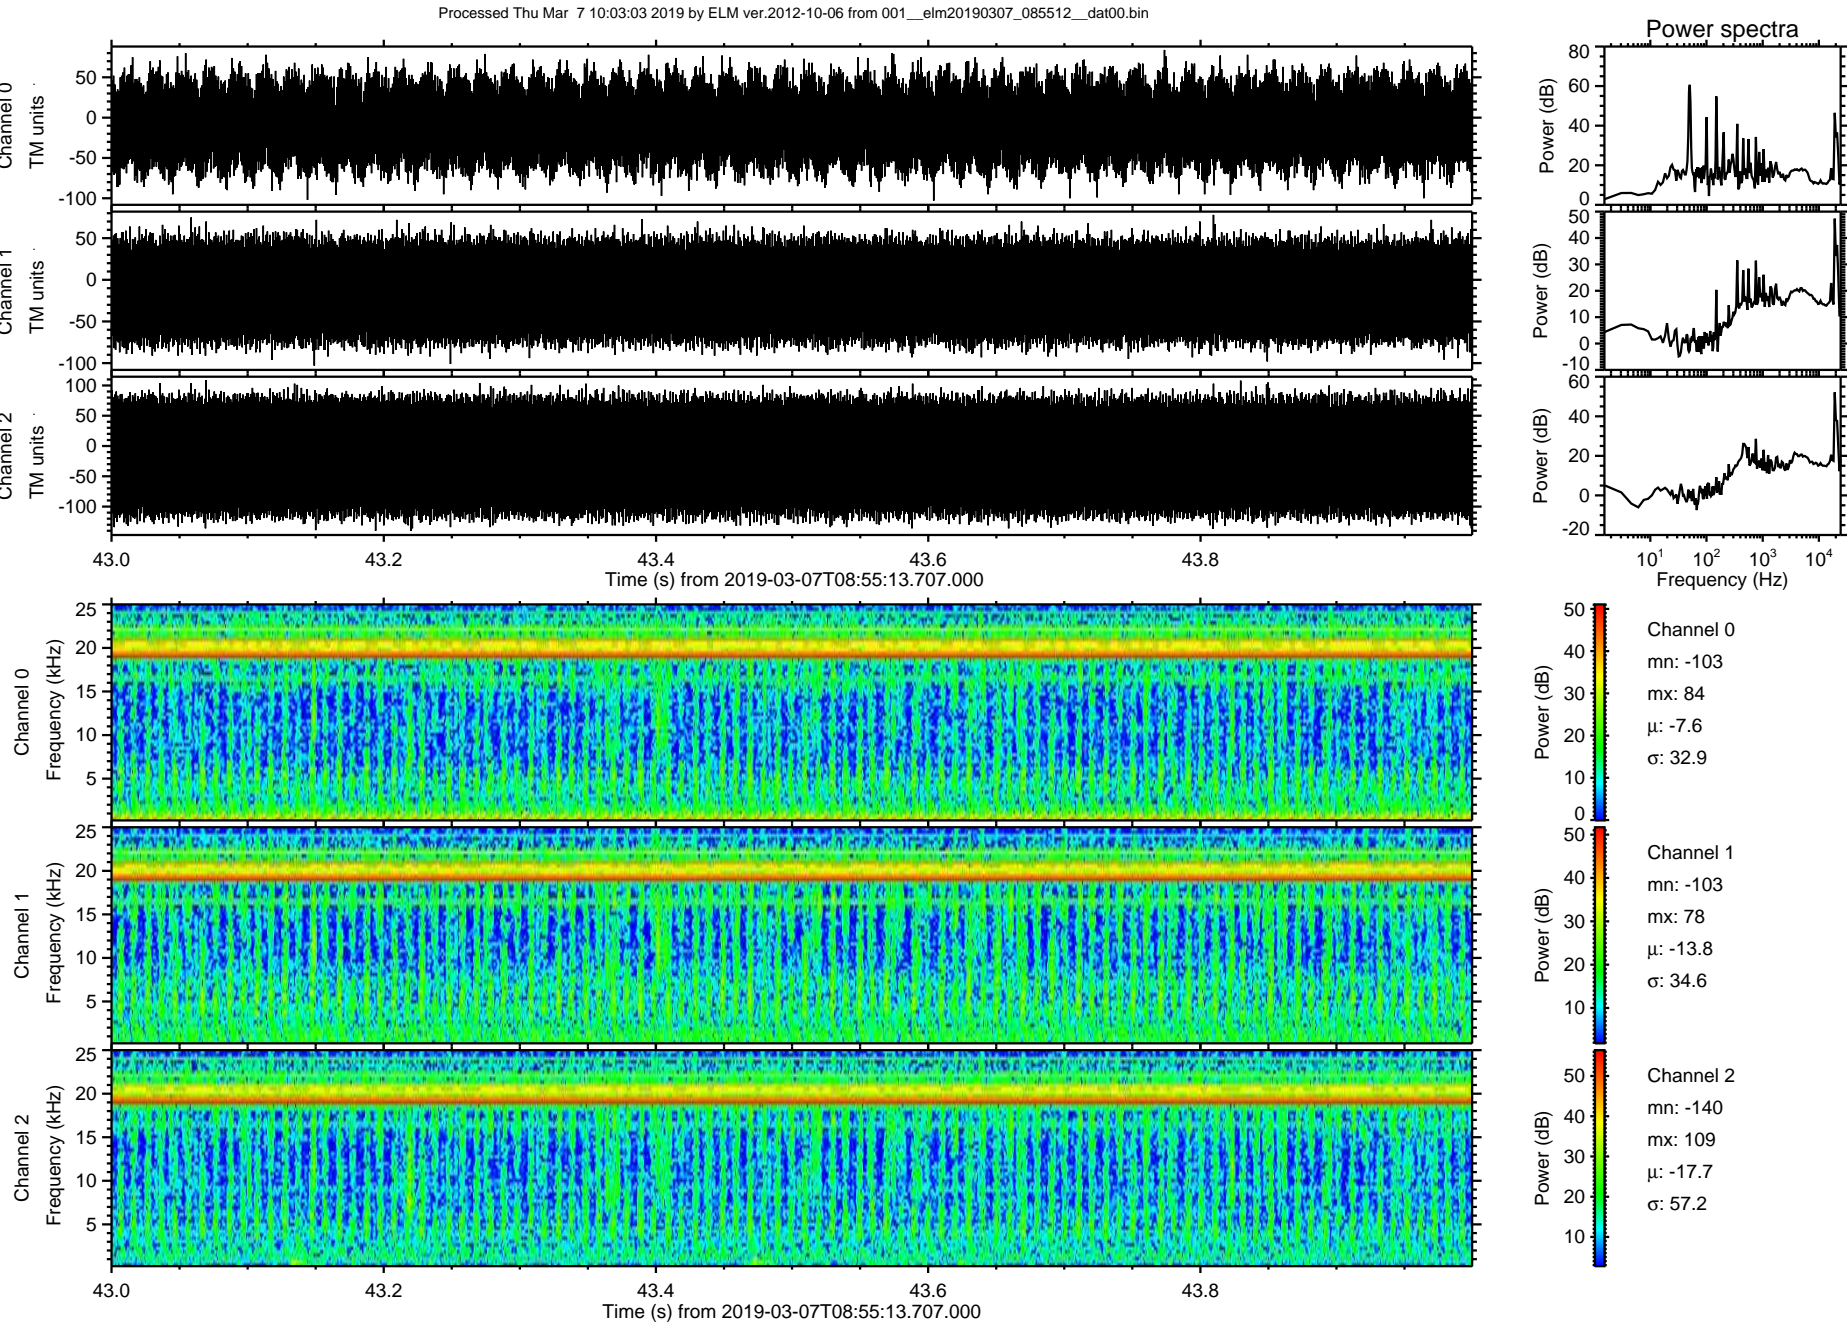 Processed Thu Mar 7 10:03:03 2019 by ELM ver.2012-10-06 from 001__elm20190307_085512__dat00.bin
Power spectra
Channel 0
TM units
50
0
-50
-100
Power (dB)
80
60
40
20
0
Channel 1
TM units
50
0
-50
-100
Power (dB)
50
40
30
20
10
0
-10
Channel 2
TM units
100
50
0
-50
-100
Power (dB)
60
40
20
0
-20
43.0 43.2 43.4 43.6 43.8
Time (s) from 2019-03-07T08:55:13.707.000
10^1 10^2 10^3 10^4
Frequency (Hz)
Channel 0
Frequency (kHz)
25
20
15
10
5
Power (dB)
50
40
30
20
10
0
Channel 0
mn: -103
mx: 84
μ: -7.6
σ: 32.9
Channel 1
Frequency (kHz)
25
20
15
10
5
Power (dB)
50
40
30
20
10
Channel 1
mn: -103
mx: 78
μ: -13.8
σ: 34.6
Channel 2
Frequency (kHz)
25
20
15
10
5
Power (dB)
50
40
30
20
10
Channel 2
mn: -140
mx: 109
μ: -17.7
σ: 57.2
43.0 43.2 43.4 43.6 43.8
Time (s) from 2019-03-07T08:55:13.707.000